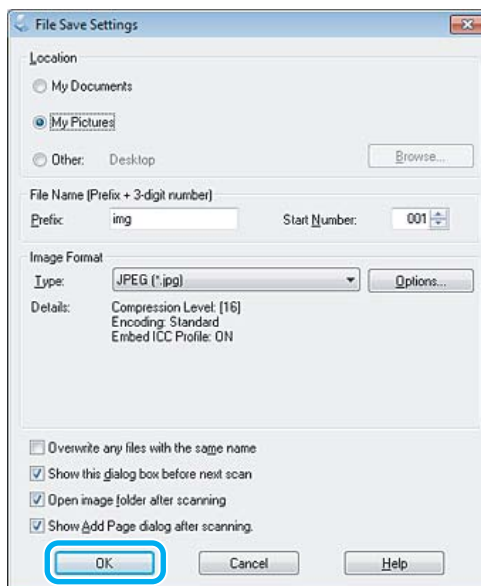 File Save Settings
Location
My Documents
My Pictures
Other: Desktop Browse...
File Name (Prefix + 3-digit number)
Prefix: img Start Number: 001
Image Format
Type: JPEG (*.jpg) Options...
Details: Compression Level: [16]
Encoding: Standard
Embed ICC Profile: ON
Overwrite any files with the same name
Show this dialog box before next scan
Open image folder after scanning
Show Add Page dialog after scanning.
OK Cancel Help